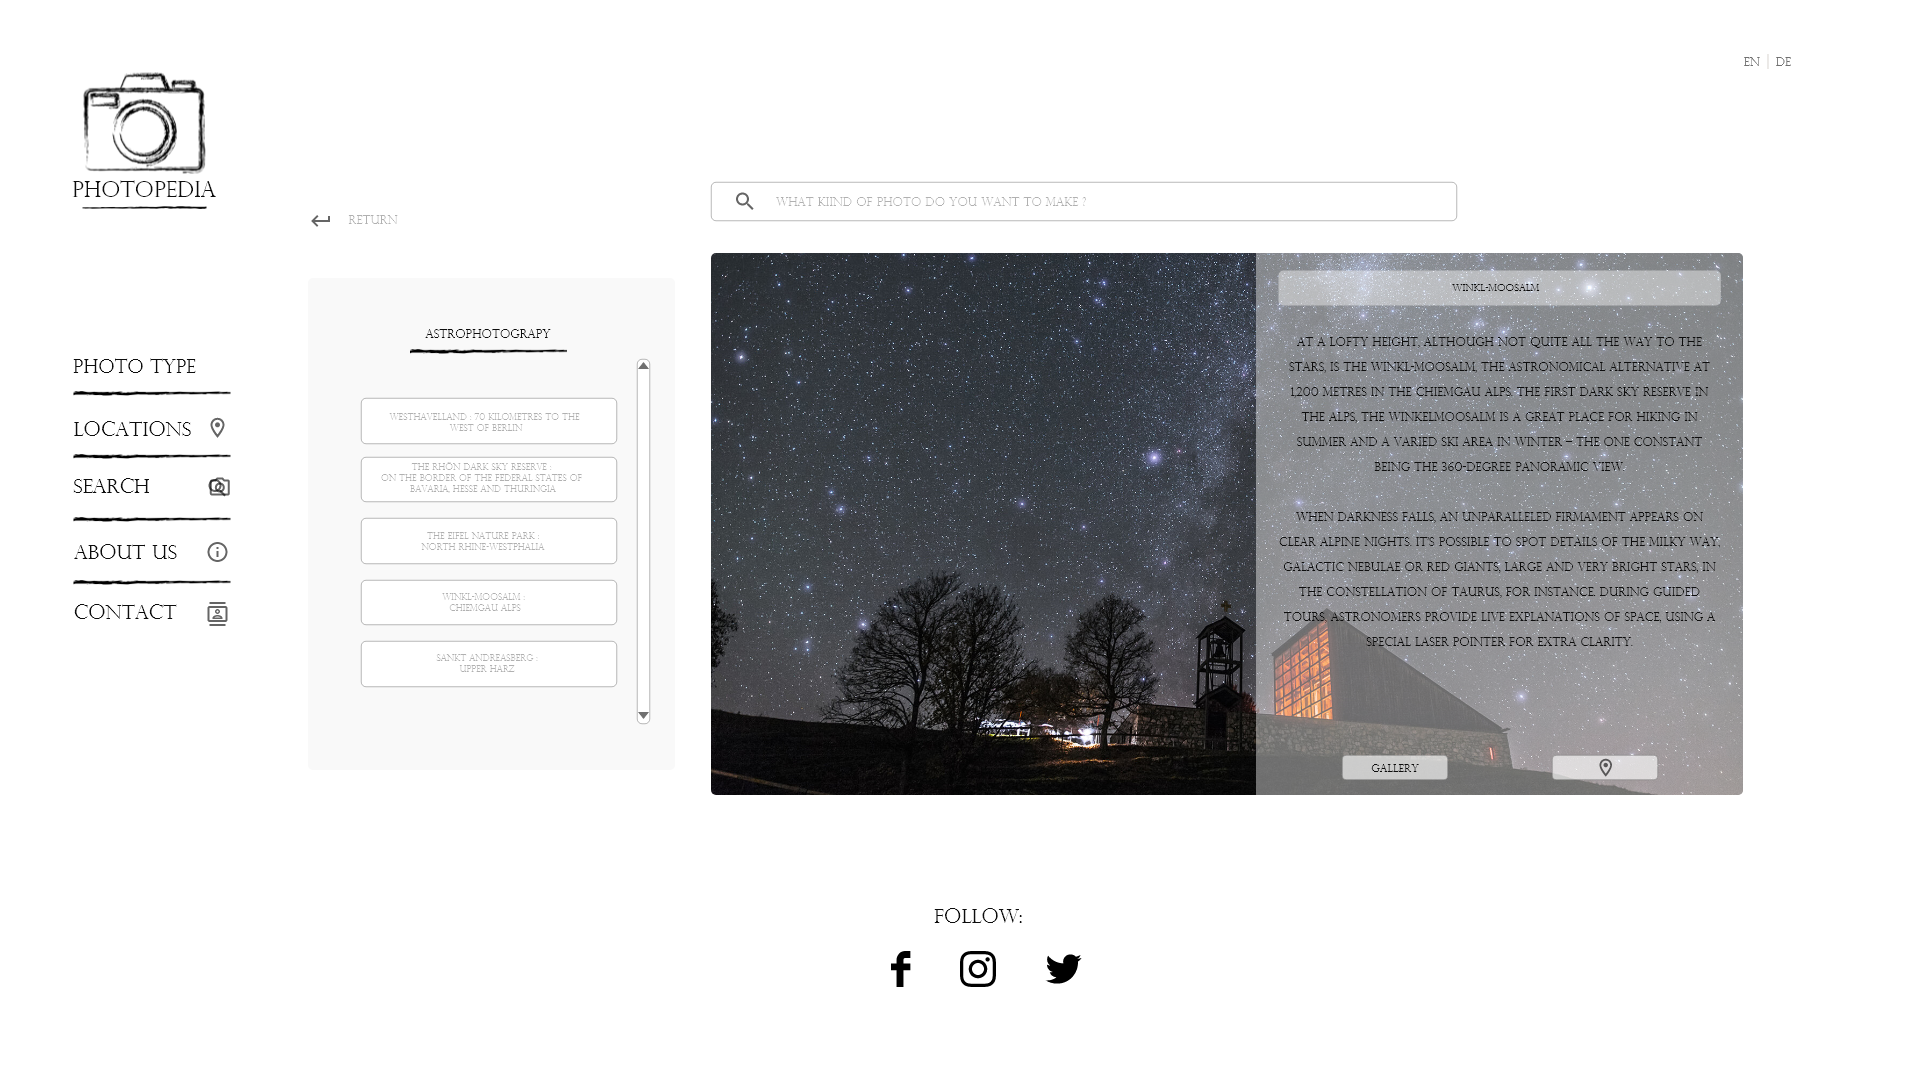 EN | DE
PHOTOPEDIA
WHAT KIIND OF PHOTO DO YOU WANT TO MAKE ?
RETURN
PHOTO TYPE
LOCATIONS
SEARCH
ABOUT US
CONTACT
ASTROPHOTOGRAPY
WESTHAVELLAND : 70 KILOMETRES TO THE
WEST OF BERLIN
THE RHÖN DARK SKY RESERVE :
ON THE BORDER OF THE FEDERAL STATES OF
BAVARIA, HESSE AND THURINGIA
THE EIFEL NATURE PARK :
NORTH RHINE-WESTPHALIA
WINKL-MOOSALM :
CHIEMGAU ALPS
SANKT ANDREASBERG :
UPPER HARZ
WINKL-MOOSALM
AT A LOFTY HEIGHT, ALTHOUGH NOT QUITE ALL THE WAY TO THE
STARS, IS THE WINKL-MOOSALM, THE ASTRONOMICAL ALTERNATIVE AT
1,200 METRES IN THE CHIEMGAU ALPS. THE FIRST DARK SKY RESERVE IN
THE ALPS, THE WINKELMOOSALM IS A GREAT PLACE FOR HIKING IN
SUMMER AND A VARIED SKI AREA IN WINTER – THE ONE CONSTANT
BEING THE 360-DEGREE PANORAMIC VIEW.
WHEN DARKNESS FALLS, AN UNPARALLELED FIRMAMENT APPEARS ON
CLEAR ALPINE NIGHTS. IT'S POSSIBLE TO SPOT DETAILS OF THE MILKY WAY,
GALACTIC NEBULAE OR RED GIANTS, LARGE AND VERY BRIGHT STARS, IN
THE CONSTELLATION OF TAURUS, FOR INSTANCE. DURING GUIDED
TOURS, ASTRONOMERS PROVIDE LIVE EXPLANATIONS OF SPACE, USING A
SPECIAL LASER POINTER FOR EXTRA CLARITY.
GALLERY
FOLLOW: